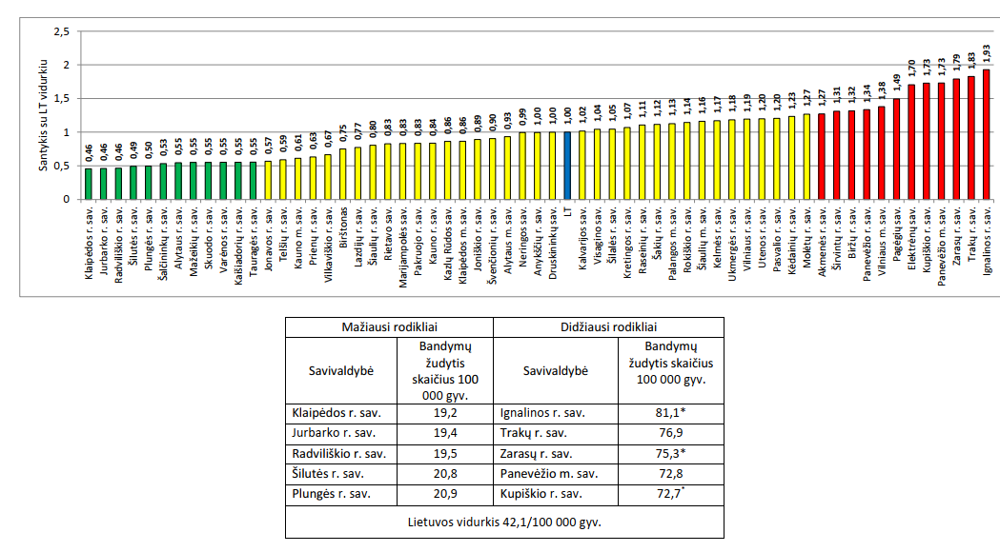 Santykis su LT vidurkiu
2,5
2
1,5
1
0,5
0
0,46 0,46 0,46 0,49 0,50 0,53 0,55 0,55 0,55 0,55 0,55 0,55 0,57 0,59 0,61 0,63 0,67 0,75 0,77 0,80 0,83 0,83 0,83 0,84 0,86 0,86 0,89 0,90 0,93 0,99 1,00 1,00 1,00 1,02 1,04 1,05 1,07 1,11 1,12 1,13 1,14 1,16 1,17 1,18 1,19 1,20 1,20 1,23 1,27 1,27 1,31 1,32 1,34 1,38 1,49 1,70 1,73 1,73 1,79 1,83 1,93
Klaipėdos r. sav.
Jurbarko r. sav.
Radviliškio r. sav.
Šilutės r. sav.
Plungės r. sav.
Šalčininkų r. sav.
Alytaus r. sav.
Mažeikių r. sav.
Skuodo r. sav.
Varėnos r. sav.
Kaišiadorių r. sav.
Tauragės r. sav.
Jonavos r. sav.
Telšių r. sav.
Kauno m. sav.
Prienų r. sav.
Vilkaviškio r. sav.
Birštonas
Lazdijų r. sav.
Šiaulių r. sav.
Rietavo sav.
Marijampolės sav.
Pakruojo r. sav.
Kauno r. sav.
Kazlų Rūdos sav.
Klaipėdos m. sav.
Joniškio r. sav.
Švenčionių r. sav.
Alytaus m. sav.
Neringos sav.
Anykščių r. sav.
Druskininkų sav.
LT
Kalvarijos sav.
Visagino sav.
Šilalės r. sav.
Kretingos r. sav.
Raseinių r. sav.
Šakių r. sav.
Palangos m. sav.
Rokiškio r. sav.
Šiaulių m. sav.
Kelmės r. sav.
Ukmergės r. sav.
Vilniaus r. sav.
Utenos r. sav.
Pasvalio r. sav.
Kėdainių r. sav.
Molėtų r. sav.
Akmenės r. sav.
Širvintų r. sav.
Biržų r. sav.
Panevėžio r. sav.
Vilniaus m. sav.
Pagėgių sav.
Elektrėnų sav.
Kupiškio r. sav.
Panevėžio m. sav.
Zarasų r. sav.
Trakų r. sav.
Ignalinos r. sav.
Mažiausi rodikliai Didžiausi rodikliai
Savivaldybė Bandymų žudytis skaičius 100 000 gyv. Savivaldybė Bandymų žudytis skaičius 100 000 gyv.
Klaipėdos r. sav. 19,2 Ignalinos r. sav. 81,1*
Jurbarko r. sav. 19,4 Trakų r. sav. 76,9
Radviliškio r. sav. 19,5 Zarasų r. sav. 75,3*
Šilutės r. sav. 20,8 Panevėžio m. sav. 72,8
Plungės r. sav. 20,9 Kupiškio r. sav. 72,7*
Lietuvos vidurkis 42,1/100 000 gyv.